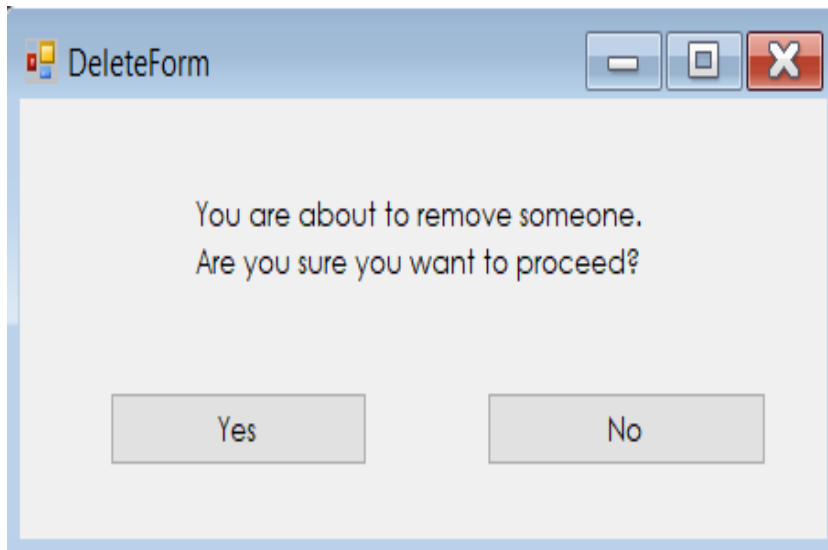 DeleteForm
You are about to remove someone.
Are you sure you want to proceed?
Yes
No